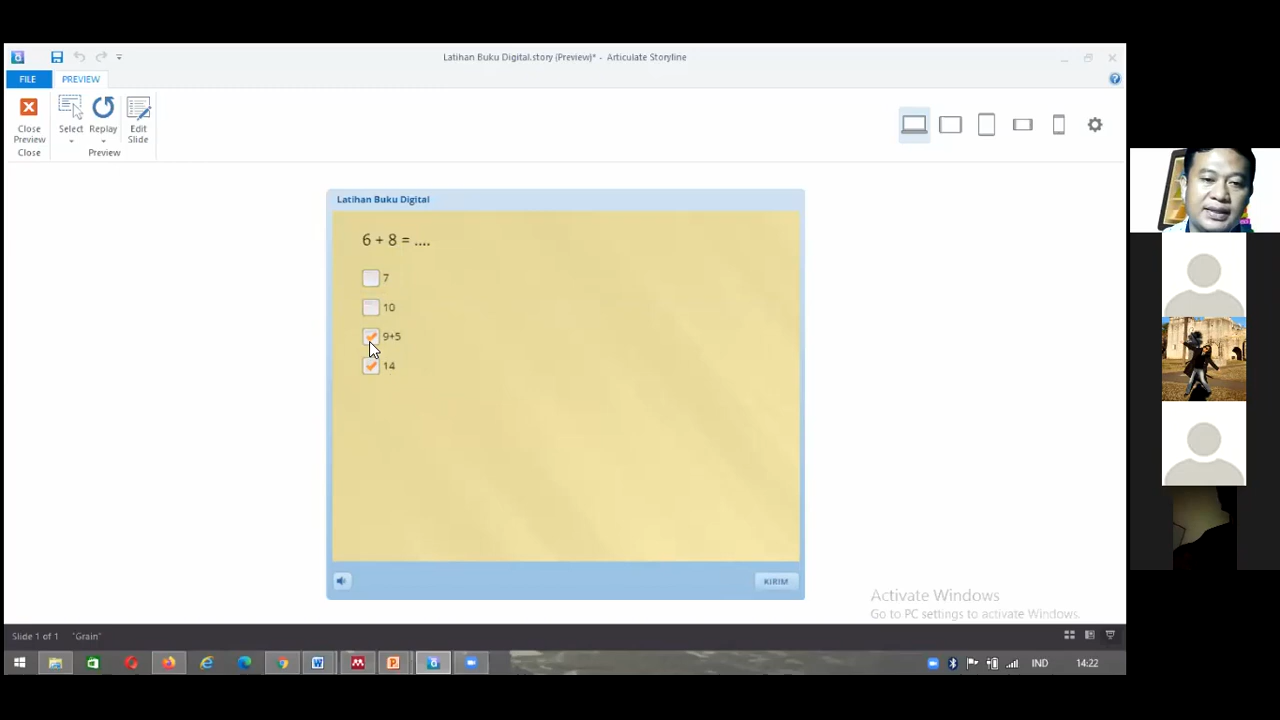 Latihan Buku Digital.story (Preview)* - Articulate Storyline
FILE
PREVIEW
Close Preview
Select
Replay
Edit Slide
Close
Preview
Latihan Buku Digital
6 + 8 = ....
7
10
9+5
14
KIRIM
Activate Windows
Go to PC settings to activate Windows.
Slide 1 of 1
"Grain"
IND
14:22